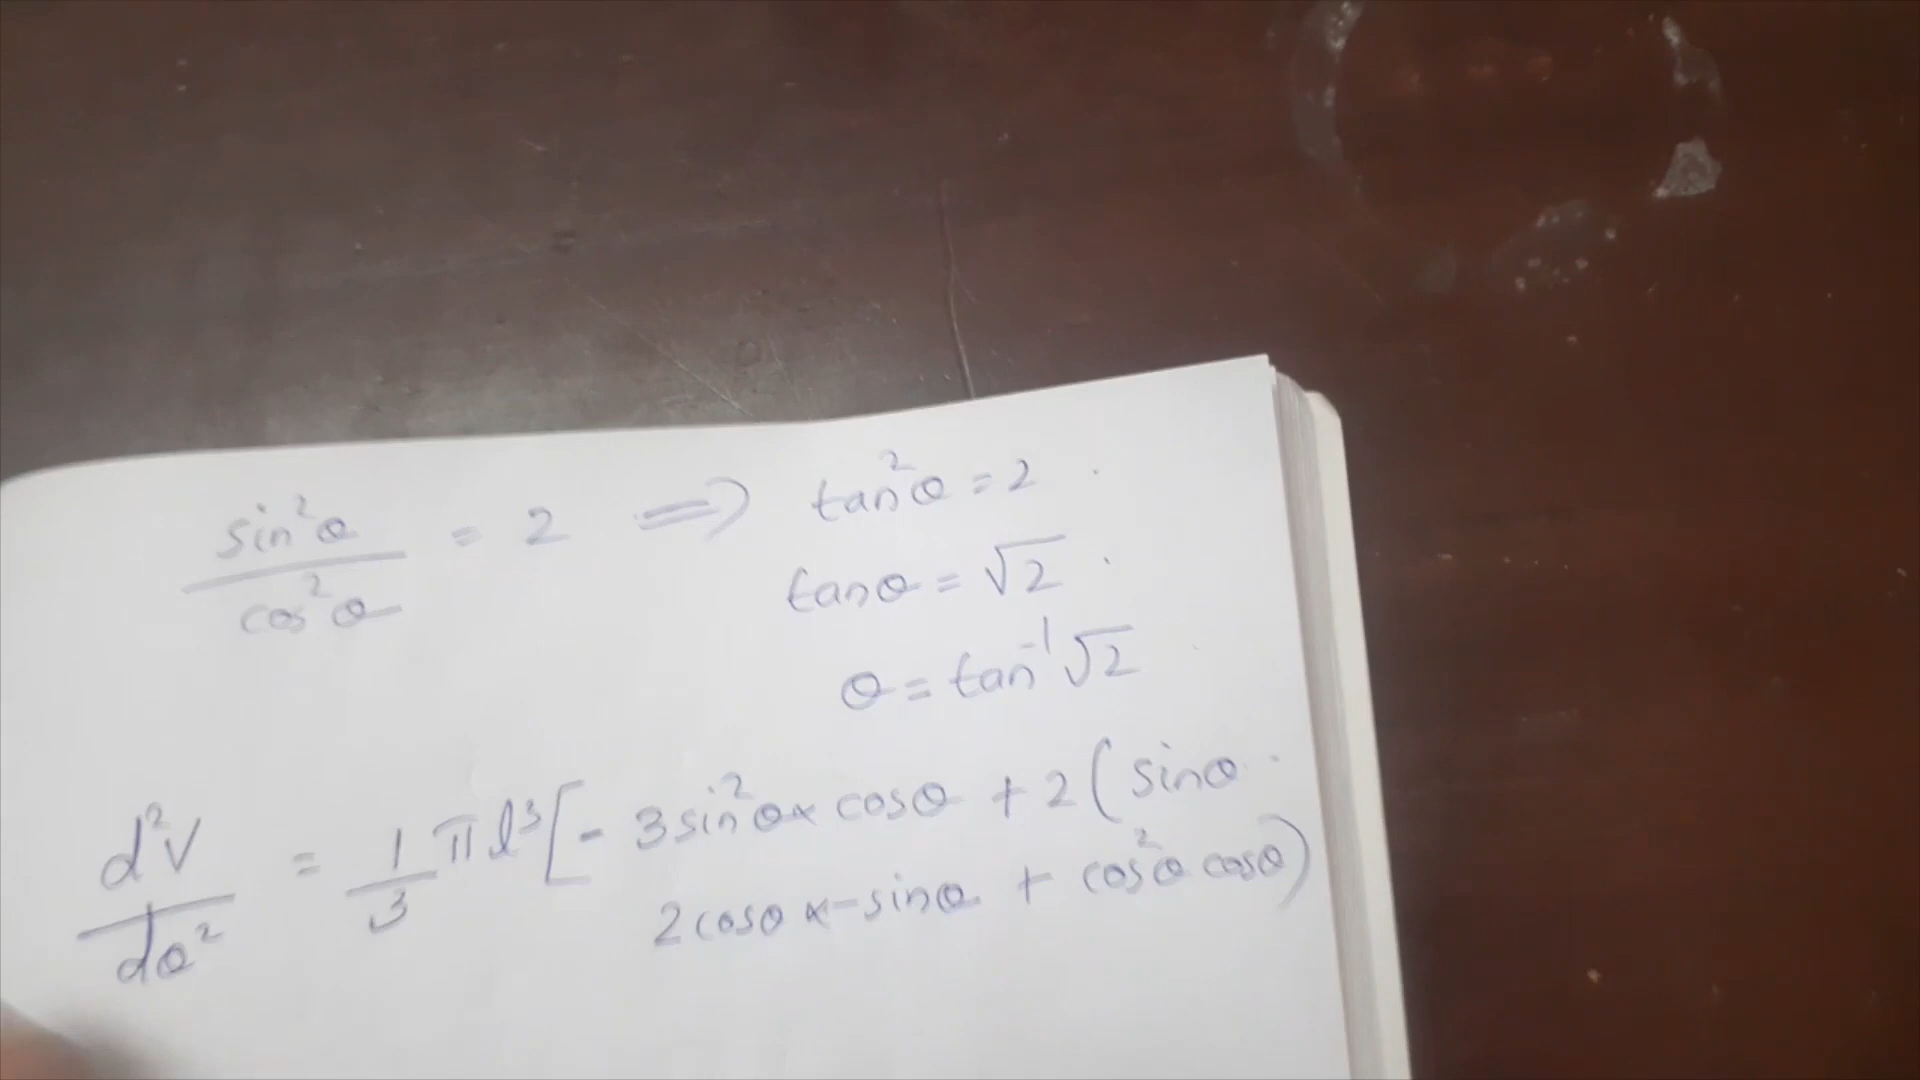 sin²θ / cos²θ = 2 ⟹ tan²θ = 2
tanθ = √2
θ = tan⁻¹√2
d²V / dθ² = 1/3 πl³[- 3sin²θ× cosθ + 2(sinθ
2cosθ×-sinθ + cos²θ cosθ)